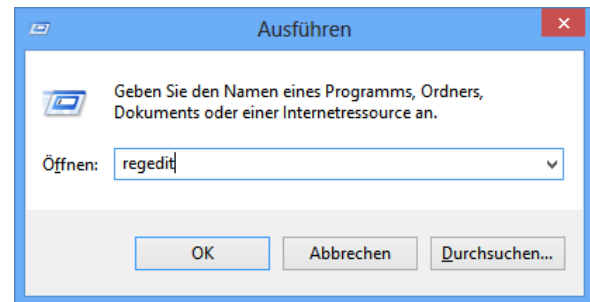 Ausführen
Geben Sie den Namen eines Programms, Ordners,
Dokuments oder einer Internetressource an.
Öffnen: regedit
OK Abbrechen Durchsuchen...